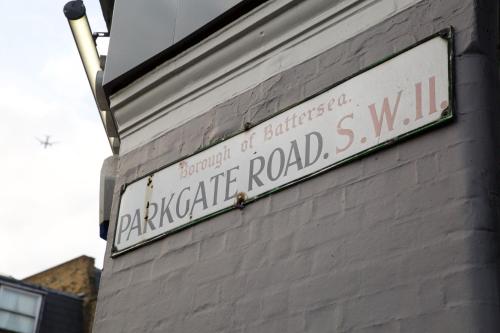 Borough of Battersea.
PARKGATE ROAD. S.W.11.